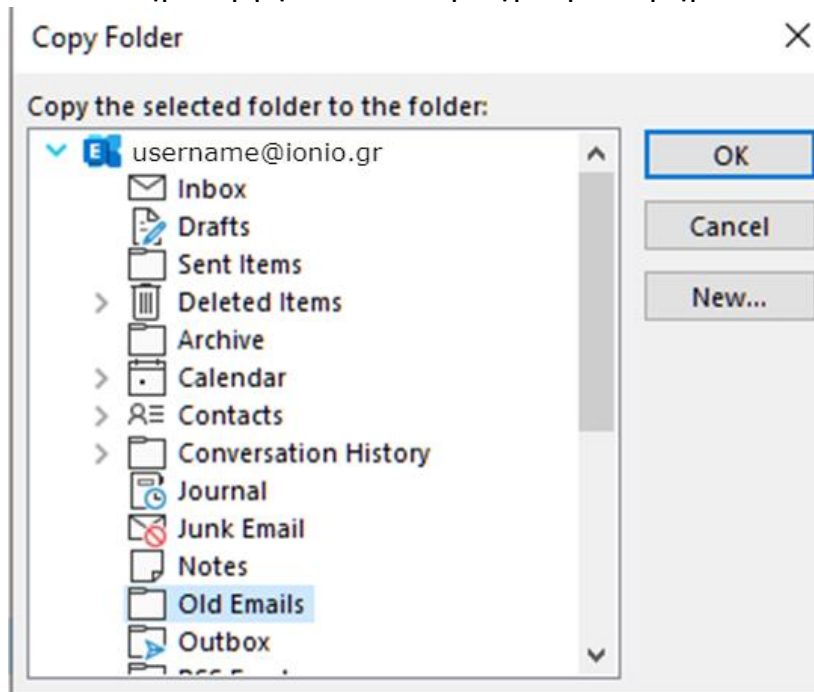 Copy Folder
Copy the selected folder to the folder:
username@ionio.gr
Inbox
Drafts
Sent Items
Deleted Items
Archive
Calendar
Contacts
Conversation History
Journal
Junk Email
Notes
Old Emails
Outbox
OK
Cancel
New...